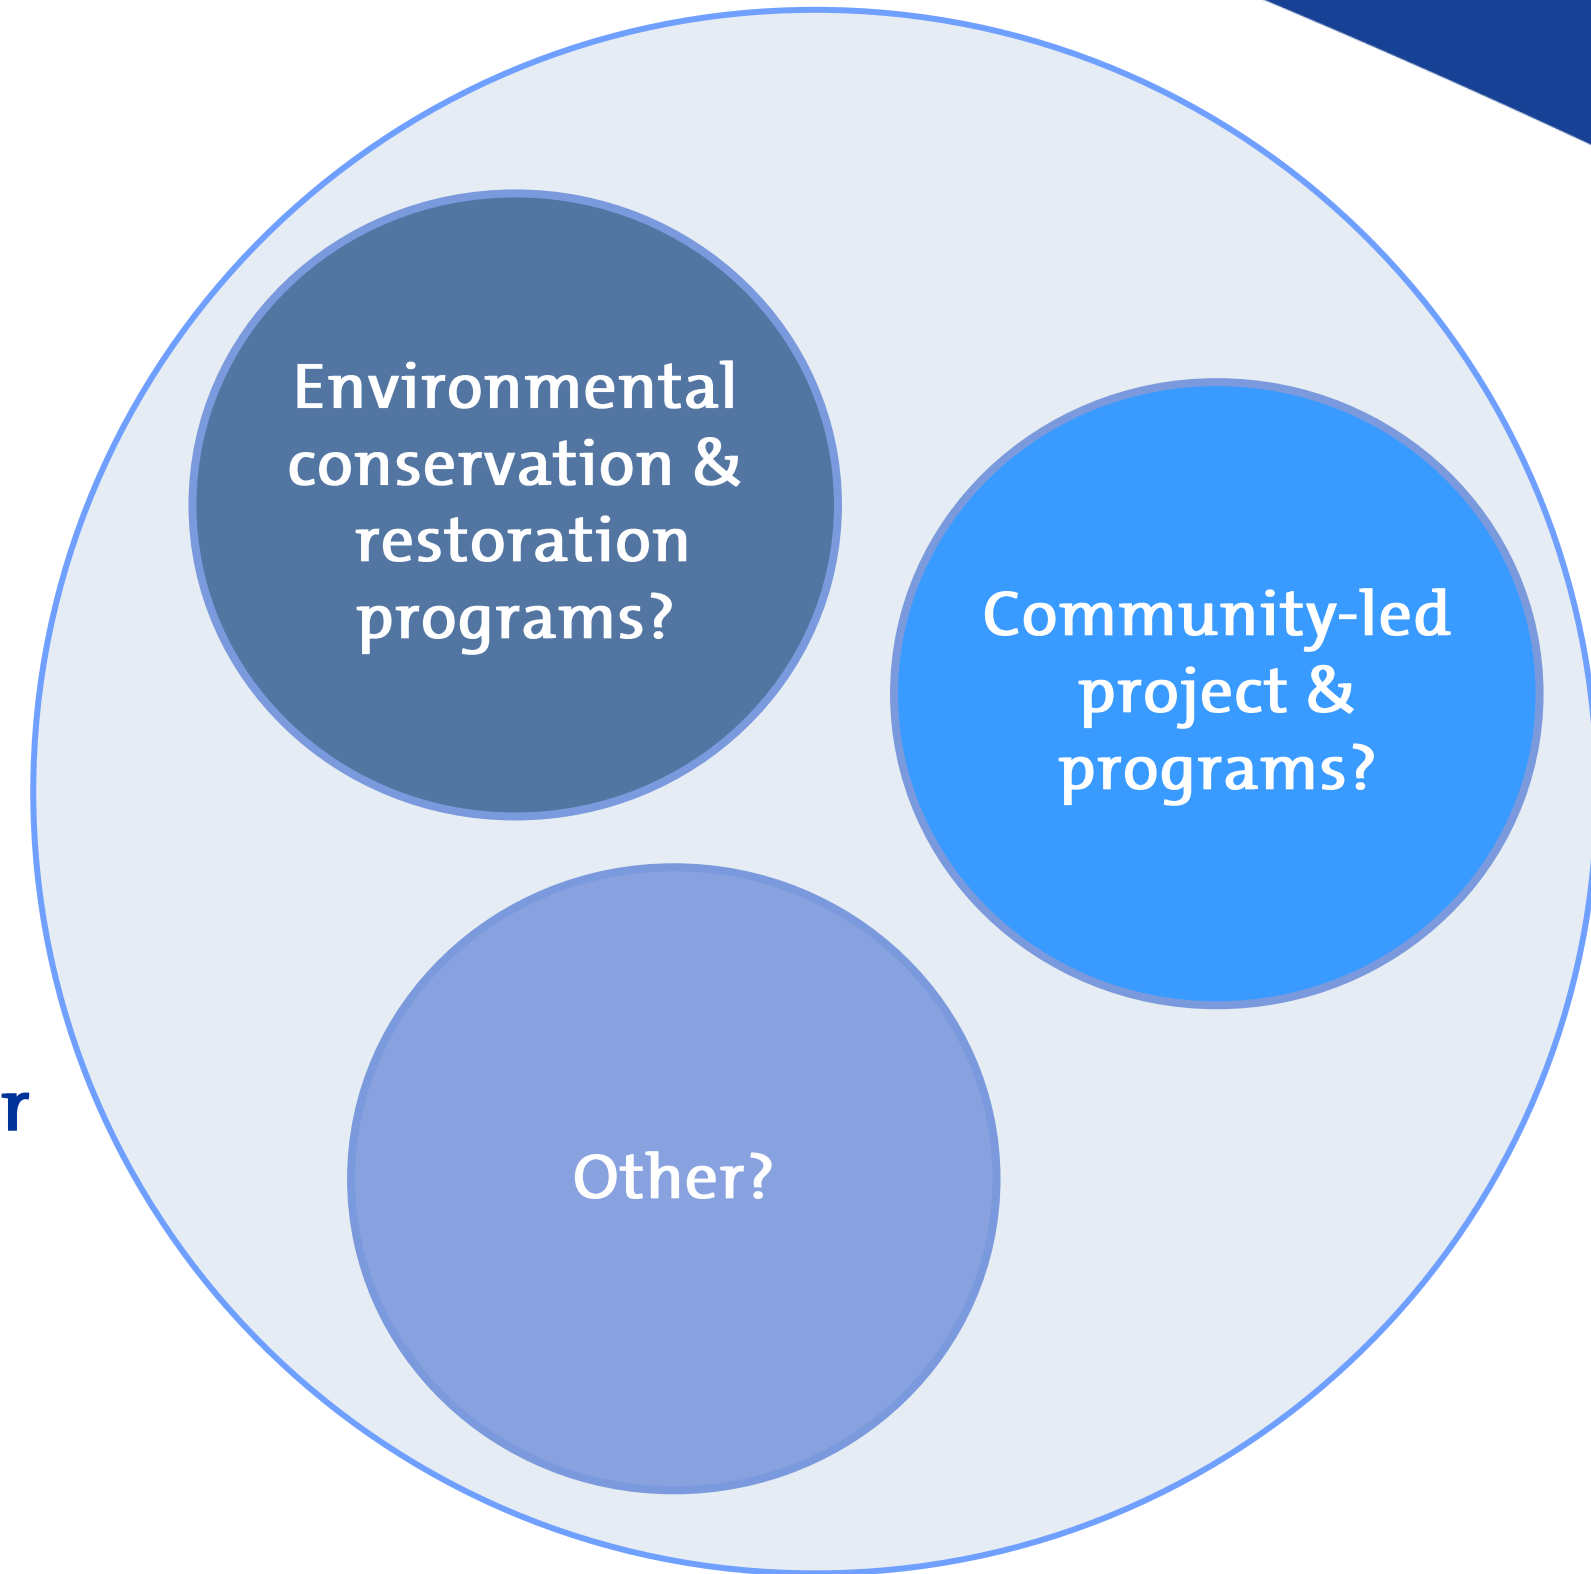 Environmental
conservation &
restoration
programs?
Community-led
project &
programs?
r
Other?